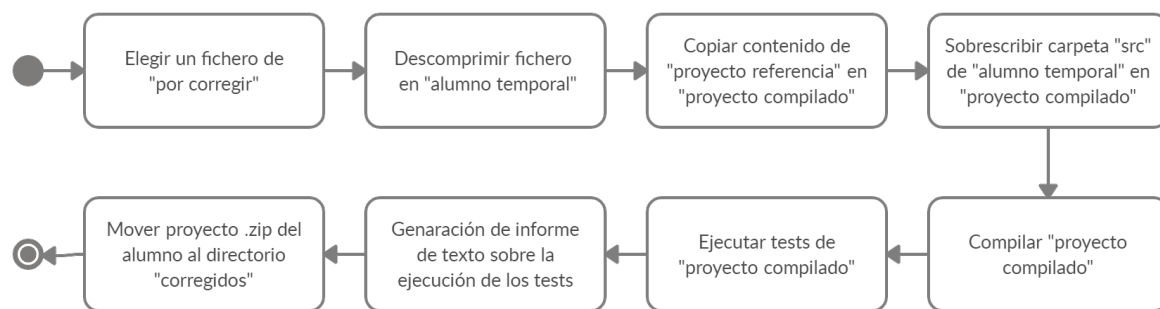 Elegir un fichero de
"por corregir"
Descomprimir fichero
en "alumno temporal"
Copiar contenido de
"proyecto referencia" en
"proyecto compilado"
Sobrescribir carpeta "src"
de "alumno temporal" en
"proyecto compilado"
Compilar "proyecto
compilado"
Ejecutar tests de
"proyecto compilado"
Genaración de informe
de texto sobre la
ejecución de los tests
Mover proyecto .zip del
alumno al directorio
"corregidos"